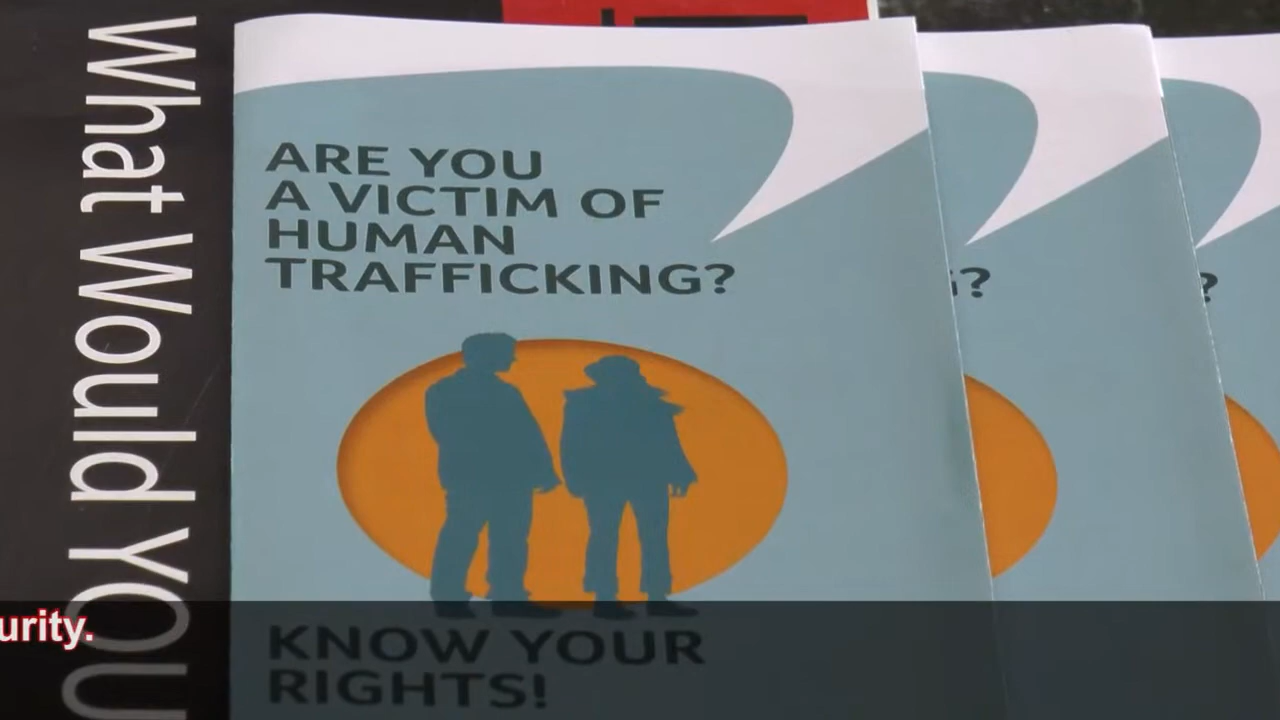 What Would YOU
ARE YOU
A VICTIM OF
HUMAN
TRAFFICKING?
KNOW YOUR
RIGHTS!
?
?
urity.